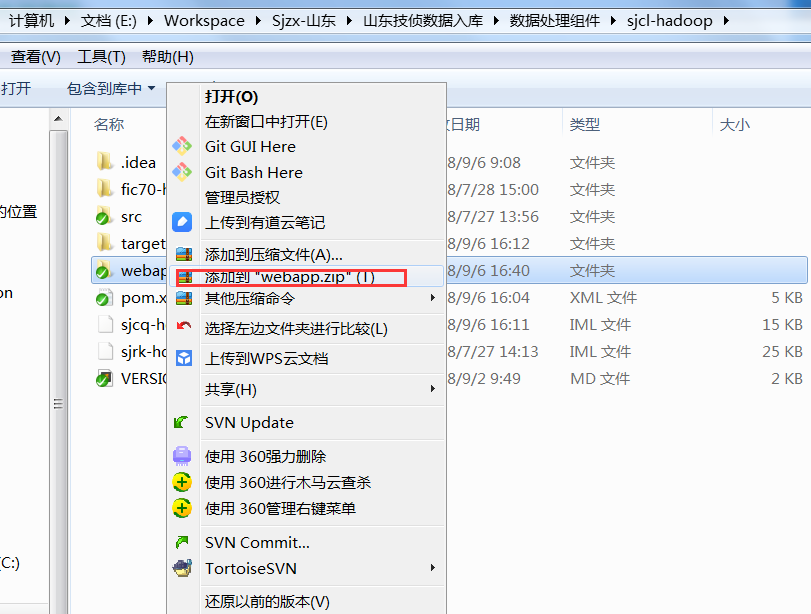 计算机 ▶ 文档 (E:) ▶ Workspace ▶ Sjzx-山东 ▶ 山东技侦数据入库 ▶ 数据处理组件 ▶ sjcl-hadoop ▶
查看(V) 工具(T) 帮助(H)
打开 包含到库中
名称 日期 类型 大小
.idea 8/9/6 9:08 文件夹
fic70-h 8/7/28 15:00 文件夹
src 8/7/27 13:56 文件夹
target 8/9/6 16:12 文件夹
webap 8/9/6 16:40 文件夹
pom.x 8/9/6 16:04 XML 文件 5 KB
sjcq-h 8/9/6 16:11 IML 文件 15 KB
sjrk-ho 8/7/27 14:13 IML 文件 25 KB
VERSIO 8/9/2 9:49 MD 文件 2 KB
的位置
on
C:)
打开(O)
在新窗口中打开(E)
Git GUI Here
Git Bash Here
管理员授权
上传到有道云笔记
添加到压缩文件(A)...
添加到 "webapp.zip" (T)
其他压缩命令
选择左边文件夹进行比较(L)
上传到WPS云文档
共享(H)
SVN Update
使用 360强力删除
使用 360进行木马云查杀
使用 360管理右键菜单
SVN Commit...
TortoiseSVN
还原以前的版本(V)